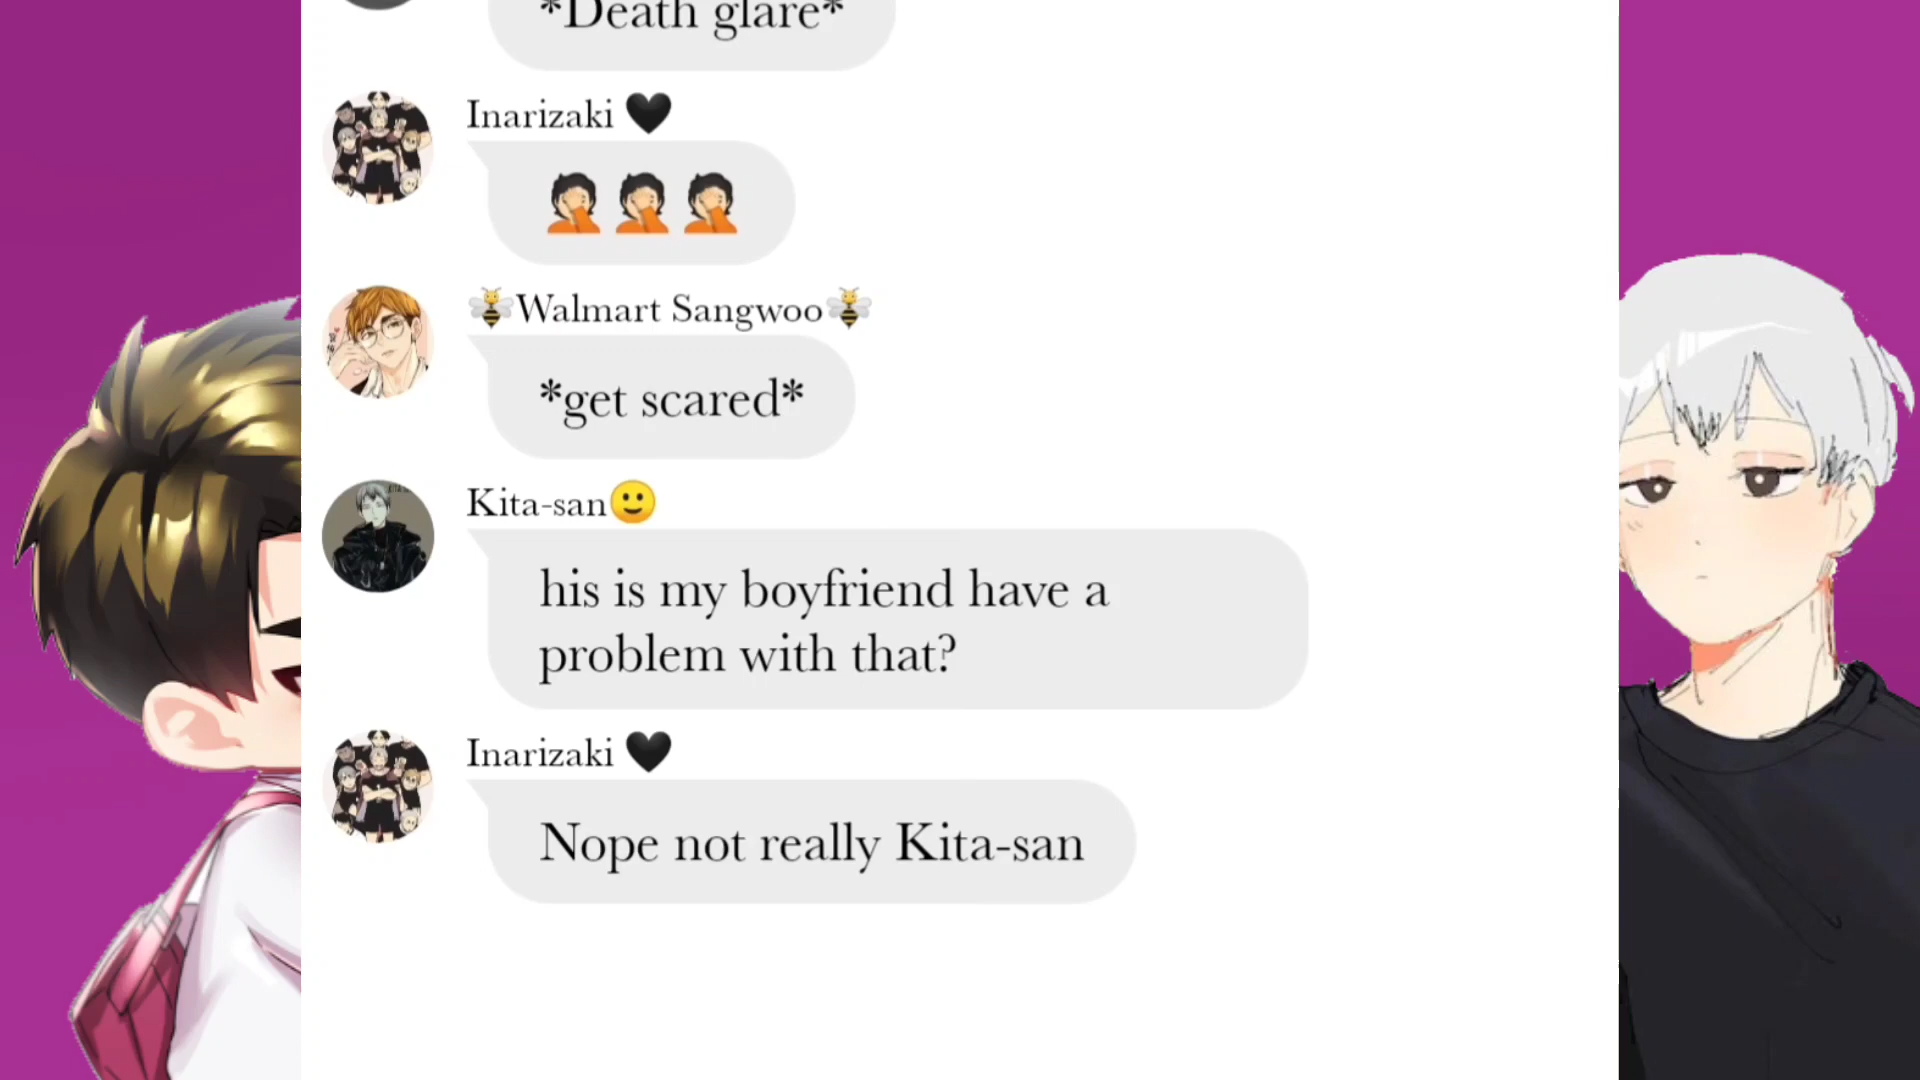 *Death glare*
Inarizaki 🖤
🤦🏻🤦🏻🤦🏻
🐝Walmart Sangwoo🐝
*get scared*
Kita-san🙂
his is my boyfriend have a
problem with that?
Inarizaki 🖤
Nope not really Kita-san